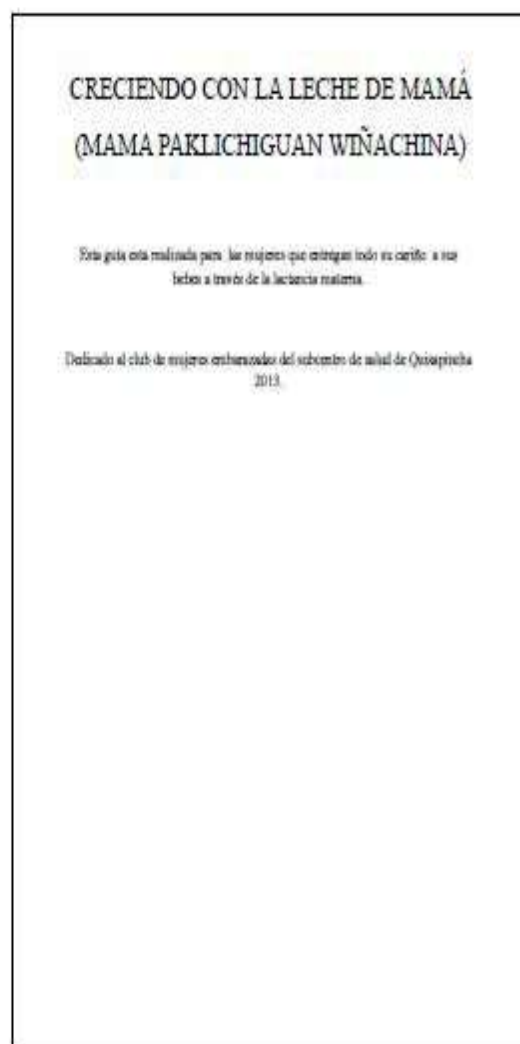 CRECIENDO CON LA LECHE DE MAMÁ
(MAMA PAKLICHIGUAN WIÑACHINA)
Esta guía esta realizada para las mujeres que entregan todo su cariño a sus
bebes a través de la lactancia materna.
Dedicado al club de mujeres embarazadas del subcentro de salud de Quisapincha
2013.